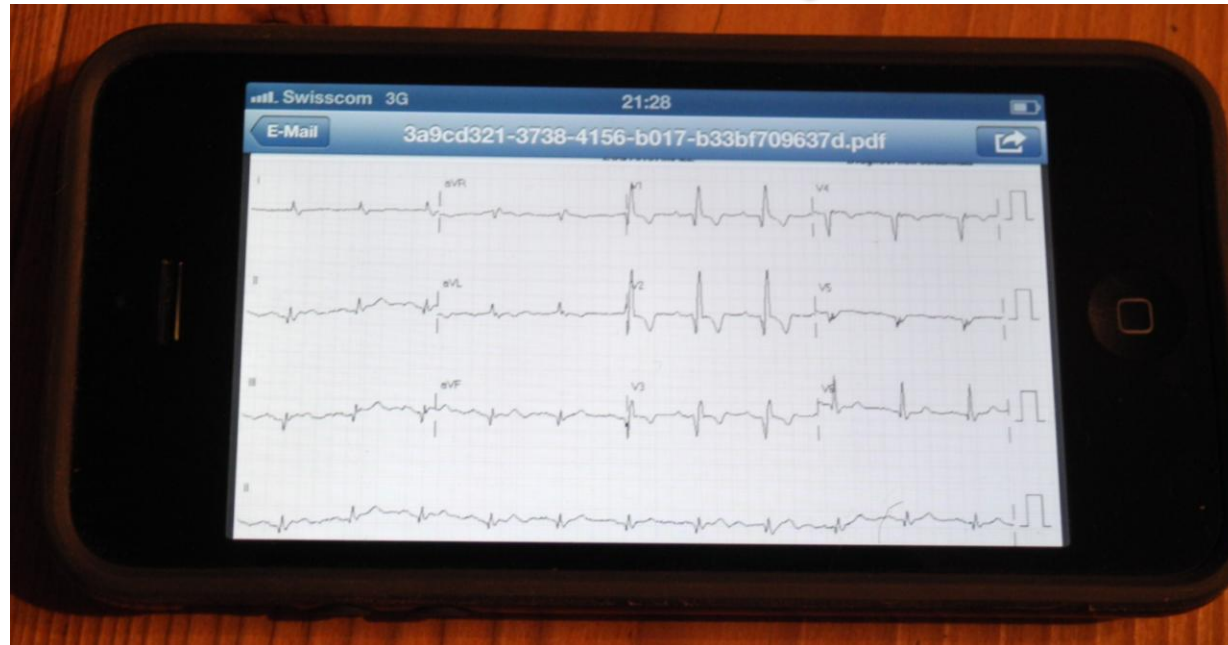 Swisscom 3G 21:28
E-Mail 3a9cd321-3738-4156-b017-b33bf709637d.pdf
I aVR V1 V4
II aVL V2 V5
III aVF V3 V6
II